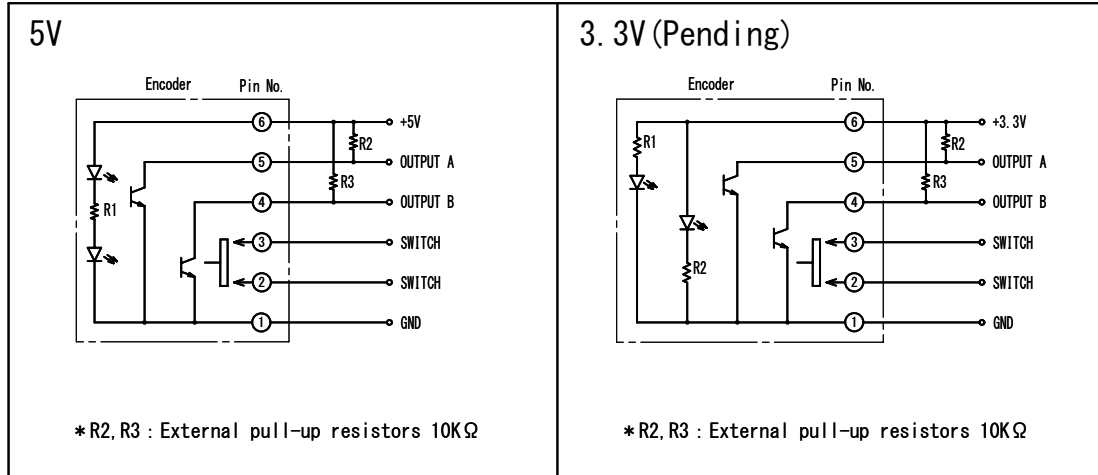 5V
Encoder Pin No.
6 +5V
R2
5 OUTPUT A
R3
4 OUTPUT B
R1
3 SWITCH
2 SWITCH
1 GND
*R2,R3 : External pull-up resistors 10KΩ
3.3V(Pending)
Encoder Pin No.
6 +3.3V
R1 R2
5 OUTPUT A
R3
4 OUTPUT B
3 SWITCH
R2
2 SWITCH
1 GND
*R2,R3 : External pull-up resistors 10KΩ